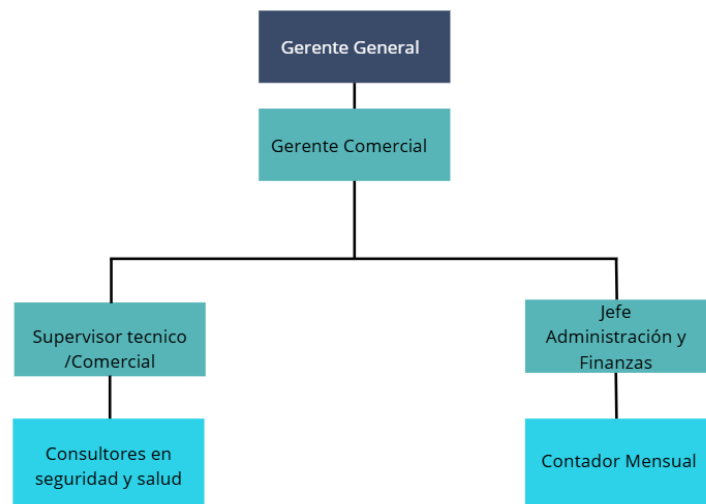 Gerente General
Gerente Comercial
Supervisor tecnico
/Comercial
Jefe
Administración y
Finanzas
Consultores en
seguridad y salud
Contador Mensual